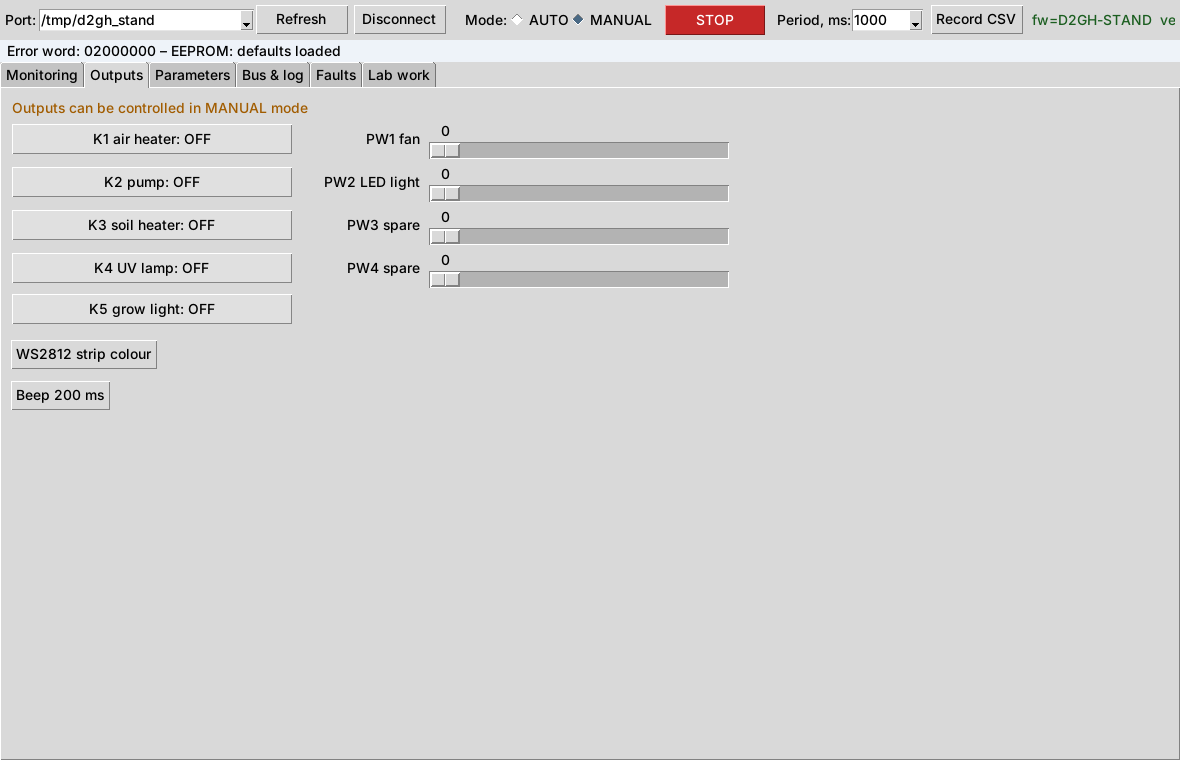 Port: /tmp/d2gh_stand Refresh Disconnect Mode: AUTO MANUAL STOP Period, ms: 1000 Record CSV fw=D2GH-STAND ve
Error word: 02000000 – EEPROM: defaults loaded
Monitoring Outputs Parameters Bus & log Faults Lab work
Outputs can be controlled in MANUAL mode
K1 air heater: OFF PW1 fan 0
K2 pump: OFF PW2 LED light 0
K3 soil heater: OFF PW3 spare 0
K4 UV lamp: OFF PW4 spare 0
K5 grow light: OFF
WS2812 strip colour
Beep 200 ms